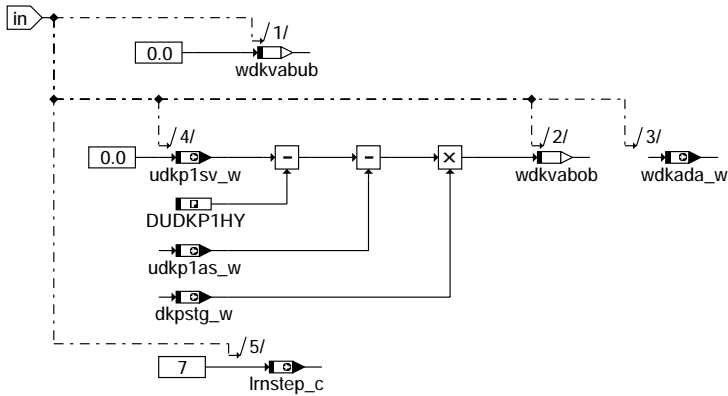 in
1/
0.0
wdkvabub
4/
2/
3/
0.0
udkp1sv_w
wdkvabob
wdkada_w
P
DUDKP1HY
udkp1as_w
dkpstg_w
5/
7
lrnstep_c